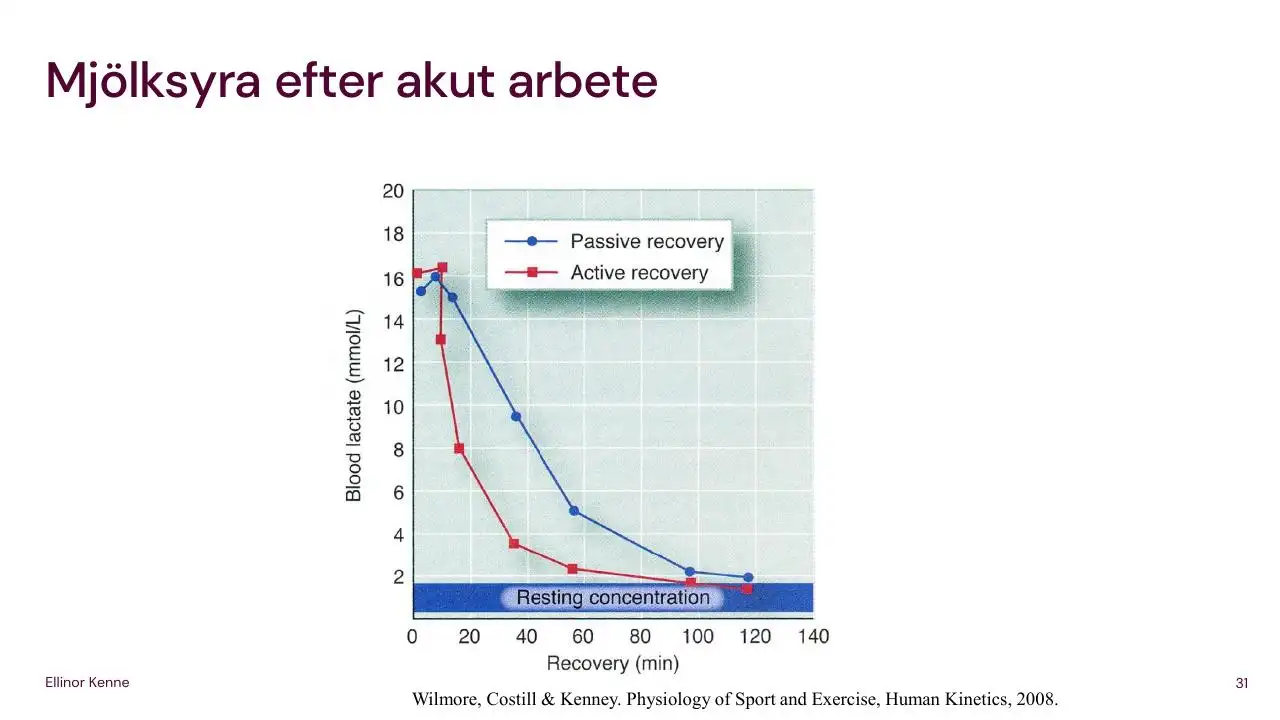 Mjölksyra efter akut arbete
20
18
16
14
12
10
8
6
4
2
Blood lactate (mmol/L)
Passive recovery
Active recovery
Resting concentration
0 20 40 60 80 100 120 140
Recovery (min)
Ellinor Kenne
Wilmore, Costill & Kenney. Physiology of Sport and Exercise, Human Kinetics, 2008.
31